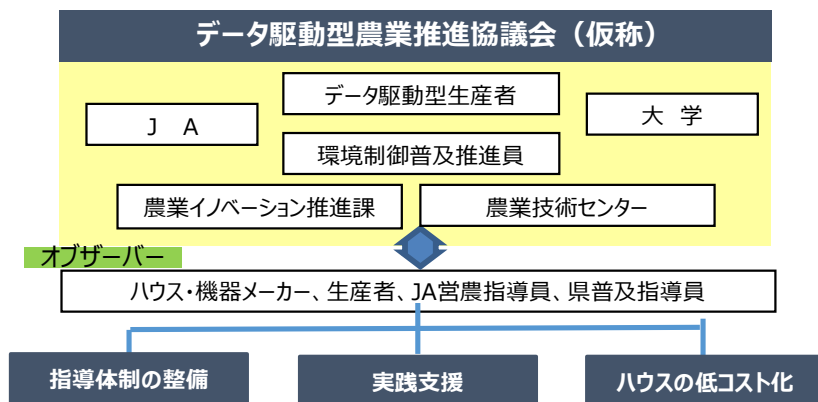 データ駆動型農業推進協議会（仮称）
データ駆動型生産者
Ｊ　Ａ
大 学
環境制御普及推進員
農業イノベーション推進課
農業技術センター
オブザーバー
ハウス・機器メーカー、生産者、JA営農指導員、県普及指導員
指導体制の整備
実践支援
ハウスの低コスト化